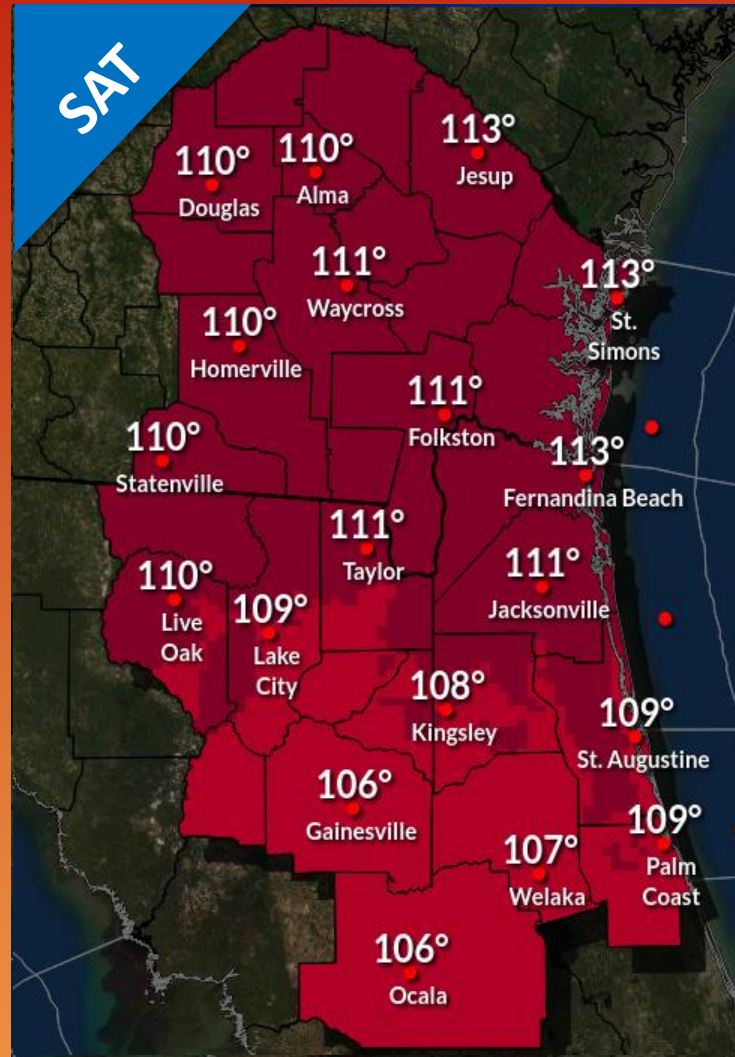 SAT
113°
Jesup
110°
Douglas
110°
Alma
111°
Waycross
113°
St.
Simons
110°
Homerville
111°
Folkston
110°
Statenville
113°
Fernandina Beach
111°
Taylor
110°
Live
Oak
109°
Lake
City
111°
Jacksonville
108°
Kingsley
109°
St. Augustine
106°
Gainesville
107°
Welaka
109°
Palm
Coast
106°
Ocala